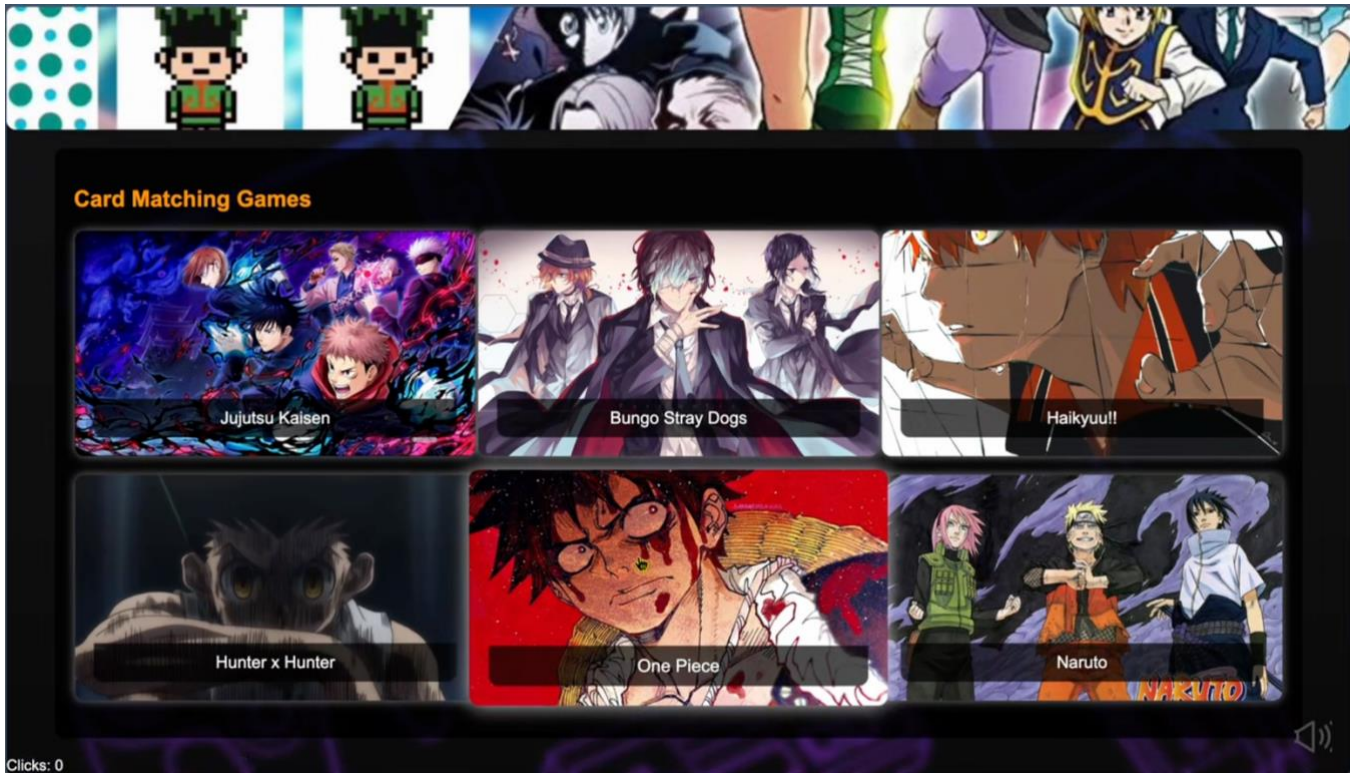 Card Matching Games
Jujutsu Kaisen
Bungo Stray Dogs
Haikyuu!!
Hunter x Hunter
One Piece
Naruto
NARUTO
Clicks: 0